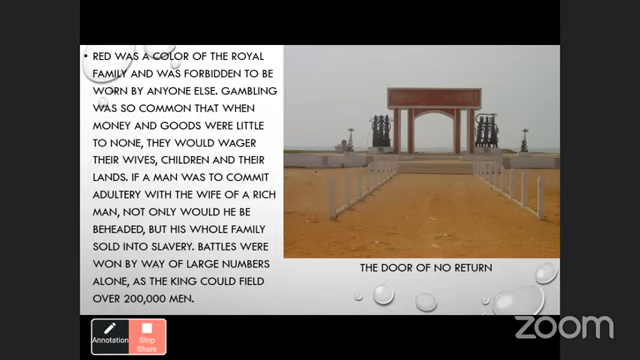 • RED WAS A COLOR OF THE ROYAL
FAMILY AND WAS FORBIDDEN TO BE
WORN BY ANYONE ELSE. GAMBLING
WAS SO COMMON THAT WHEN
MONEY AND GOODS WERE LITTLE
TO NONE, THEY WOULD WAGER
THEIR WIVES, CHILDREN AND THEIR
LANDS. IF A MAN WAS TO COMMIT
ADULTERY WITH THE WIFE OF A RICH
MAN, NOT ONLY WOULD HE BE
BEHEADED, BUT HIS WHOLE FAMILY
SOLD INTO SLAVERY. BATTLES WERE
WON BY WAY OF LARGE NUMBERS
ALONE, AS THE KING COULD FIELD
OVER 200,000 MEN.
THE DOOR OF NO RETURN
Annotation
Stop
Share
zoom